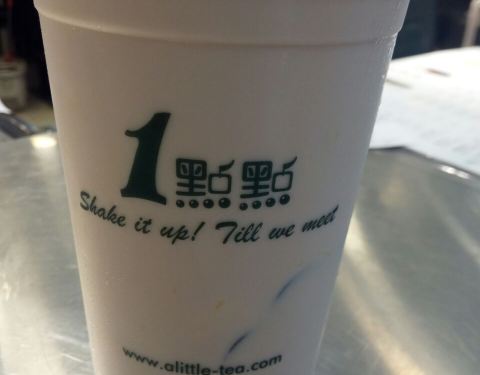 1點點
Shake it up! Till we meet
www.alittle-tea.com